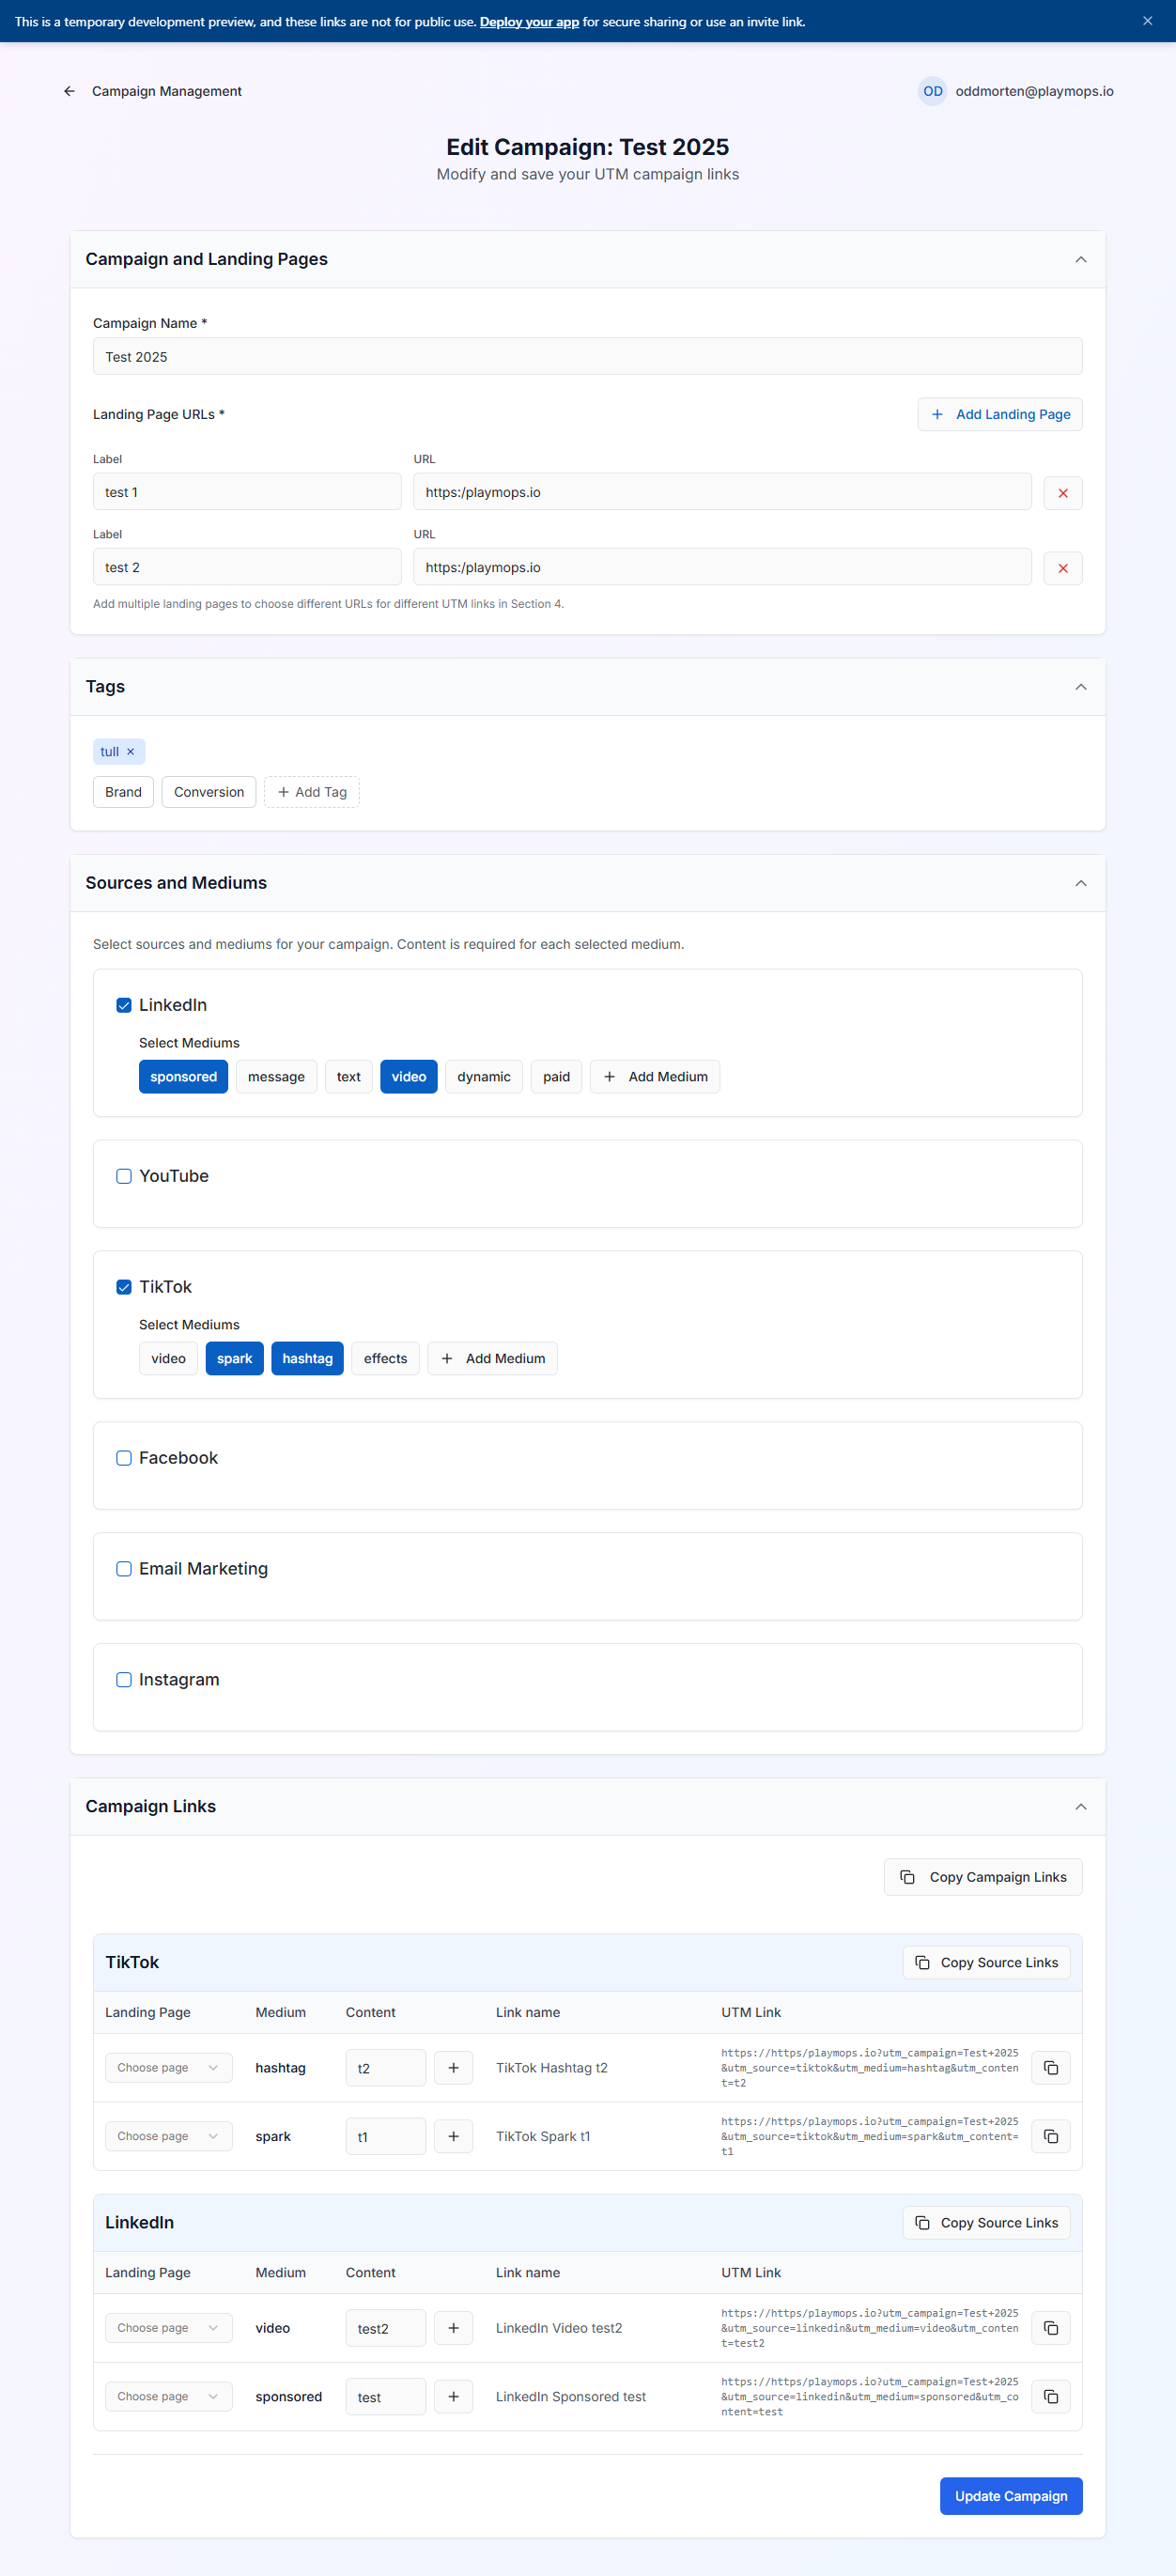 This is a temporary development preview, and these links are not for public use. Deploy your app for secure sharing or use an invite link.
Campaign Management
OD oddmorten@playmops.io
Edit Campaign: Test 2025
Modify and save your UTM campaign links
Campaign and Landing Pages
Campaign Name *
Test 2025
Landing Page URLs *
Add Landing Page
Label URL
test 1 https:/playmops.io
Label URL
test 2 https:/playmops.io
Add multiple landing pages to choose different URLs for different UTM links in Section 4.
Tags
tull ×
Brand Conversion + Add Tag
Sources and Mediums
Select sources and mediums for your campaign. Content is required for each selected medium.
LinkedIn
Select Mediums
sponsored message text video dynamic paid + Add Medium
YouTube
TikTok
Select Mediums
video spark hashtag effects + Add Medium
Facebook
Email Marketing
Instagram
Campaign Links
Copy Campaign Links
TikTok Copy Source Links
Landing Page Medium Content Link name UTM Link
Choose page hashtag t2 + TikTok Hashtag t2
https://https/playmops.io?utm_campaign=Test+2025
&utm_source=tiktok&utm_medium=hashtag&utm_conten
t=t2
Choose page spark t1 + TikTok Spark t1
https://https/playmops.io?utm_campaign=Test+2025
&utm_source=tiktok&utm_medium=spark&utm_content=
t1
LinkedIn Copy Source Links
Landing Page Medium Content Link name UTM Link
Choose page video test2 + LinkedIn Video test2
https://https/playmops.io?utm_campaign=Test+2025
&utm_source=linkedin&utm_medium=video&utm_conten
t=test2
Choose page sponsored test + LinkedIn Sponsored test
https://https/playmops.io?utm_campaign=Test+2025
&utm_source=linkedin&utm_medium=sponsored&utm_co
ntent=test
Update Campaign